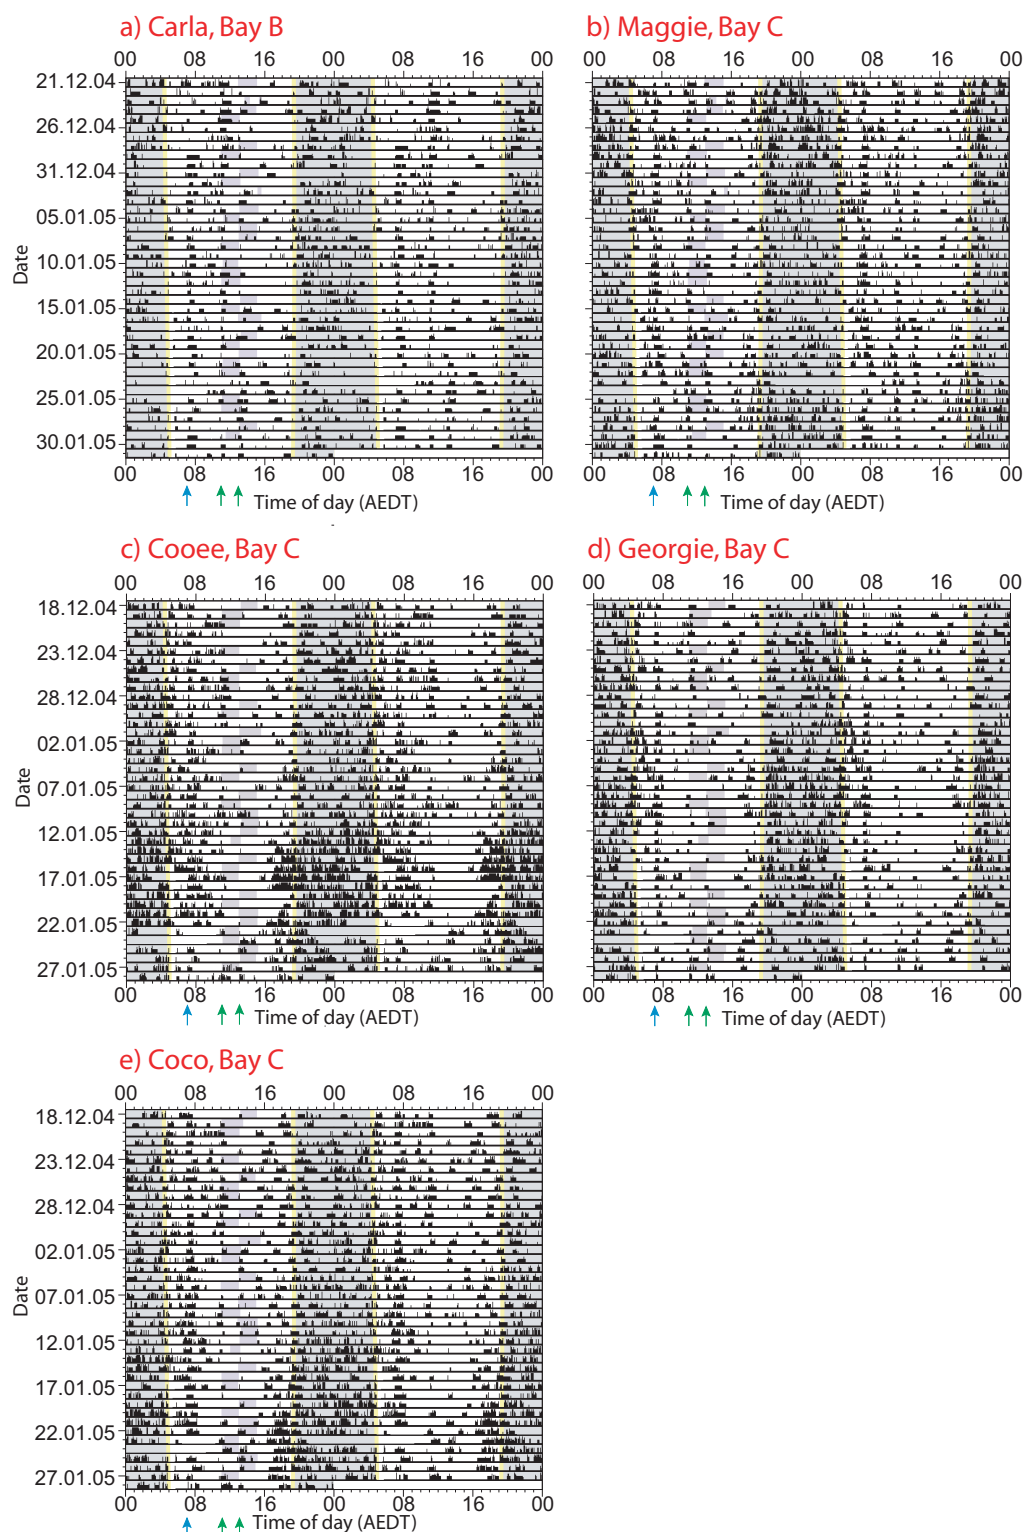 a) Carla, Bay B
00 08 16 00 08 16 00
21.12.04
26.12.04
31.12.04
05.01.05
10.01.05
15.01.05
20.01.05
25.01.05
30.01.05
Date
00 08 16 00 08 16 00
Time of day (AEDT)
b) Maggie, Bay C
00 08 16 00 08 16 00
00 08 16 00 08 16 00
Time of day (AEDT)
c) Cooee, Bay C
00 08 16 00 08 16 00
18.12.04
23.12.04
28.12.04
02.01.05
07.01.05
12.01.05
17.01.05
22.01.05
27.01.05
Date
00 08 16 00 08 16 00
Time of day (AEDT)
d) Georgie, Bay C
00 08 16 00 08 16 00
00 08 16 00 08 16 00
Time of day (AEDT)
e) Coco, Bay C
00 08 16 00 08 16 00
18.12.04
23.12.04
28.12.04
02.01.05
07.01.05
12.01.05
17.01.05
22.01.05
27.01.05
Date
00 08 16 00 08 16 00
Time of day (AEDT)